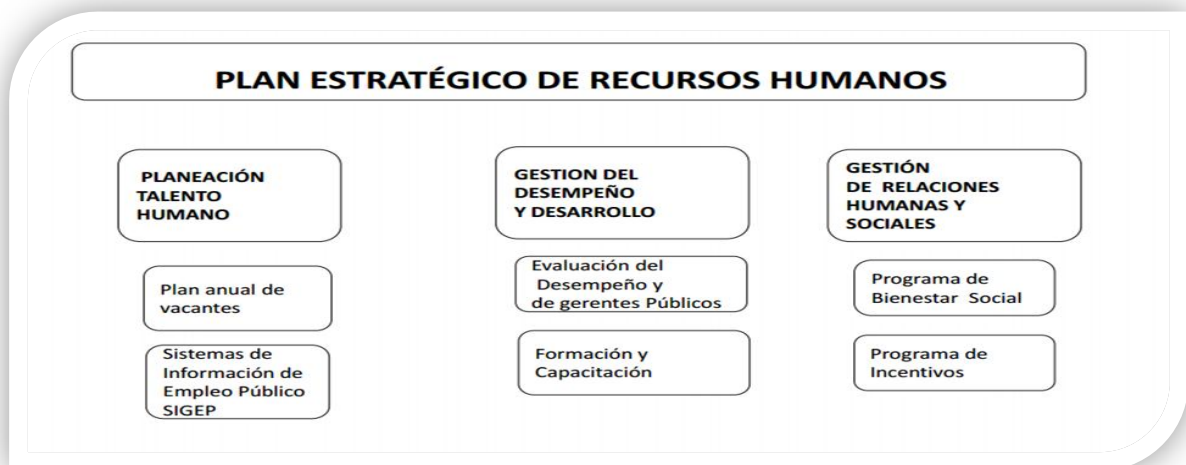 PLAN ESTRATÉGICO DE RECURSOS HUMANOS
PLANEACIÓN
TALENTO
HUMANO
Plan anual de
vacantes
Sistemas de
Información de
Empleo Público
SIGEP
GESTION DEL
DESEMPEÑO
Y DESARROLLO
Evaluación del
Desempeño y
de gerentes Públicos
Formación y
Capacitación
GESTIÓN
DE RELACIONES
HUMANAS Y
SOCIALES
Programa de
Bienestar Social
Programa de
Incentivos